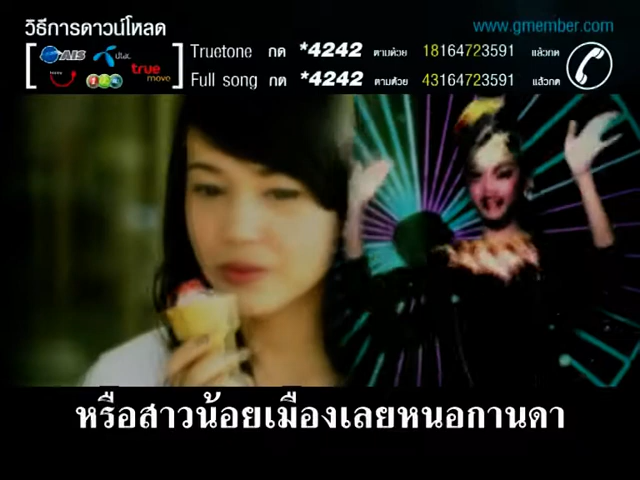 www.gmember.com
วิธีการดาวน์โหลด
AIS dtac true move
Truetone กด *4242 ตามด้วย 18164723591 แล้วกด
Full song กด *4242 ตามด้วย 43164723591 แล้วกด
หรือสาวน้อยเมืองเลยหนอกานดา